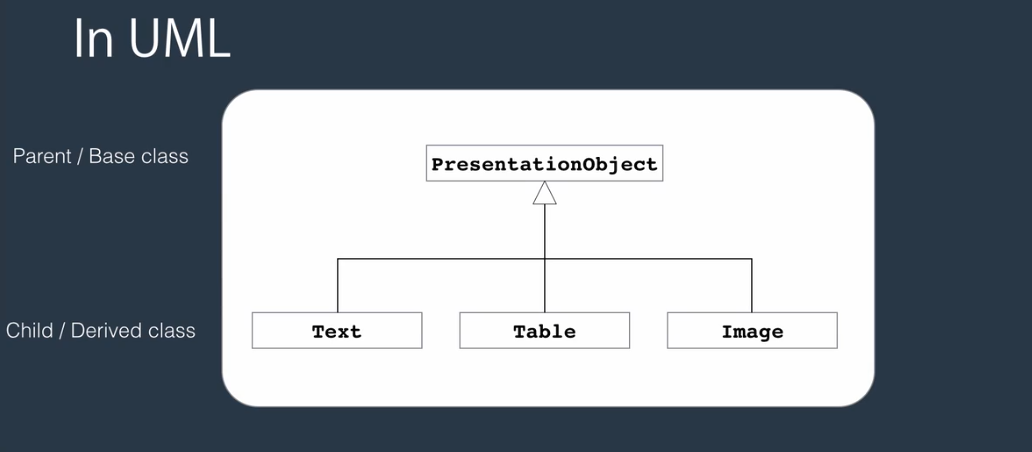 In UML
Parent / Base class
PresentationObject
Child / Derived class
Text
Table
Image